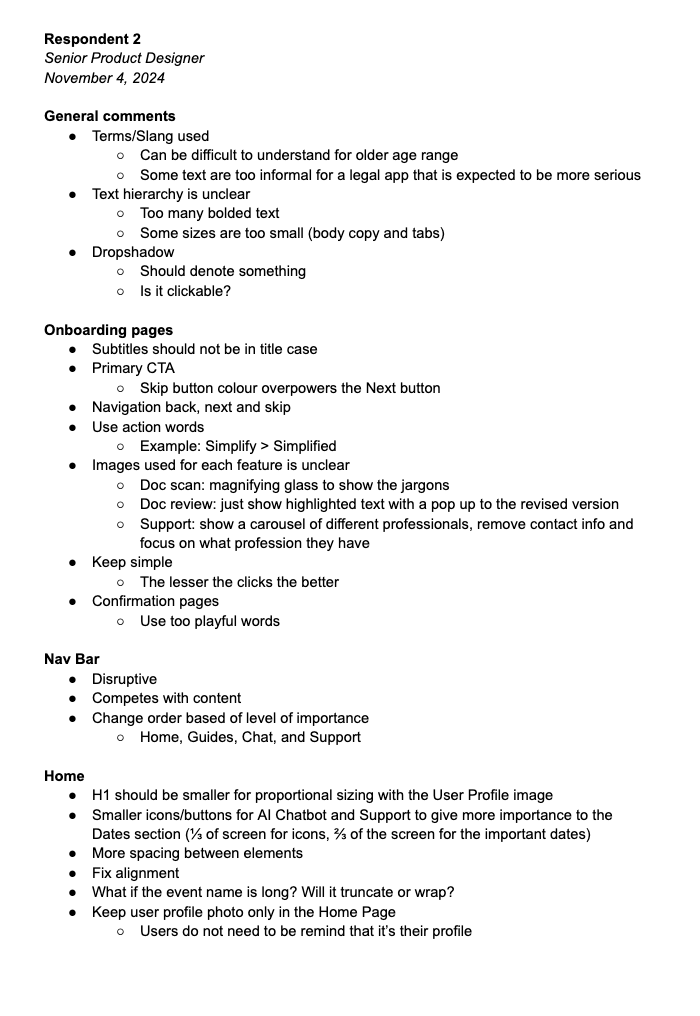 Respondent 2
Senior Product Designer
November 4, 2024
General comments
● Terms/Slang used
○ Can be difficult to understand for older age range
○ Some text are too informal for a legal app that is expected to be more serious
● Text hierarchy is unclear
○ Too many bolded text
○ Some sizes are too small (body copy and tabs)
● Dropshadow
○ Should denote something
○ Is it clickable?
Onboarding pages
● Subtitles should not be in title case
● Primary CTA
○ Skip button colour overpowers the Next button
● Navigation back, next and skip
● Use action words
○ Example: Simplify > Simplified
● Images used for each feature is unclear
○ Doc scan: magnifying glass to show the jargons
○ Doc review: just show highlighted text with a pop up to the revised version
○ Support: show a carousel of different professionals, remove contact info and
focus on what profession they have
● Keep simple
○ The lesser the clicks the better
● Confirmation pages
○ Use too playful words
Nav Bar
● Disruptive
● Competes with content
● Change order based of level of importance
○ Home, Guides, Chat, and Support
Home
● H1 should be smaller for proportional sizing with the User Profile image
● Smaller icons/buttons for AI Chatbot and Support to give more importance to the
Dates section (⅓ of screen for icons, ⅔ of the screen for the important dates)
● More spacing between elements
● Fix alignment
● What if the event name is long? Will it truncate or wrap?
● Keep user profile photo only in the Home Page
○ Users do not need to be remind that it's their profile